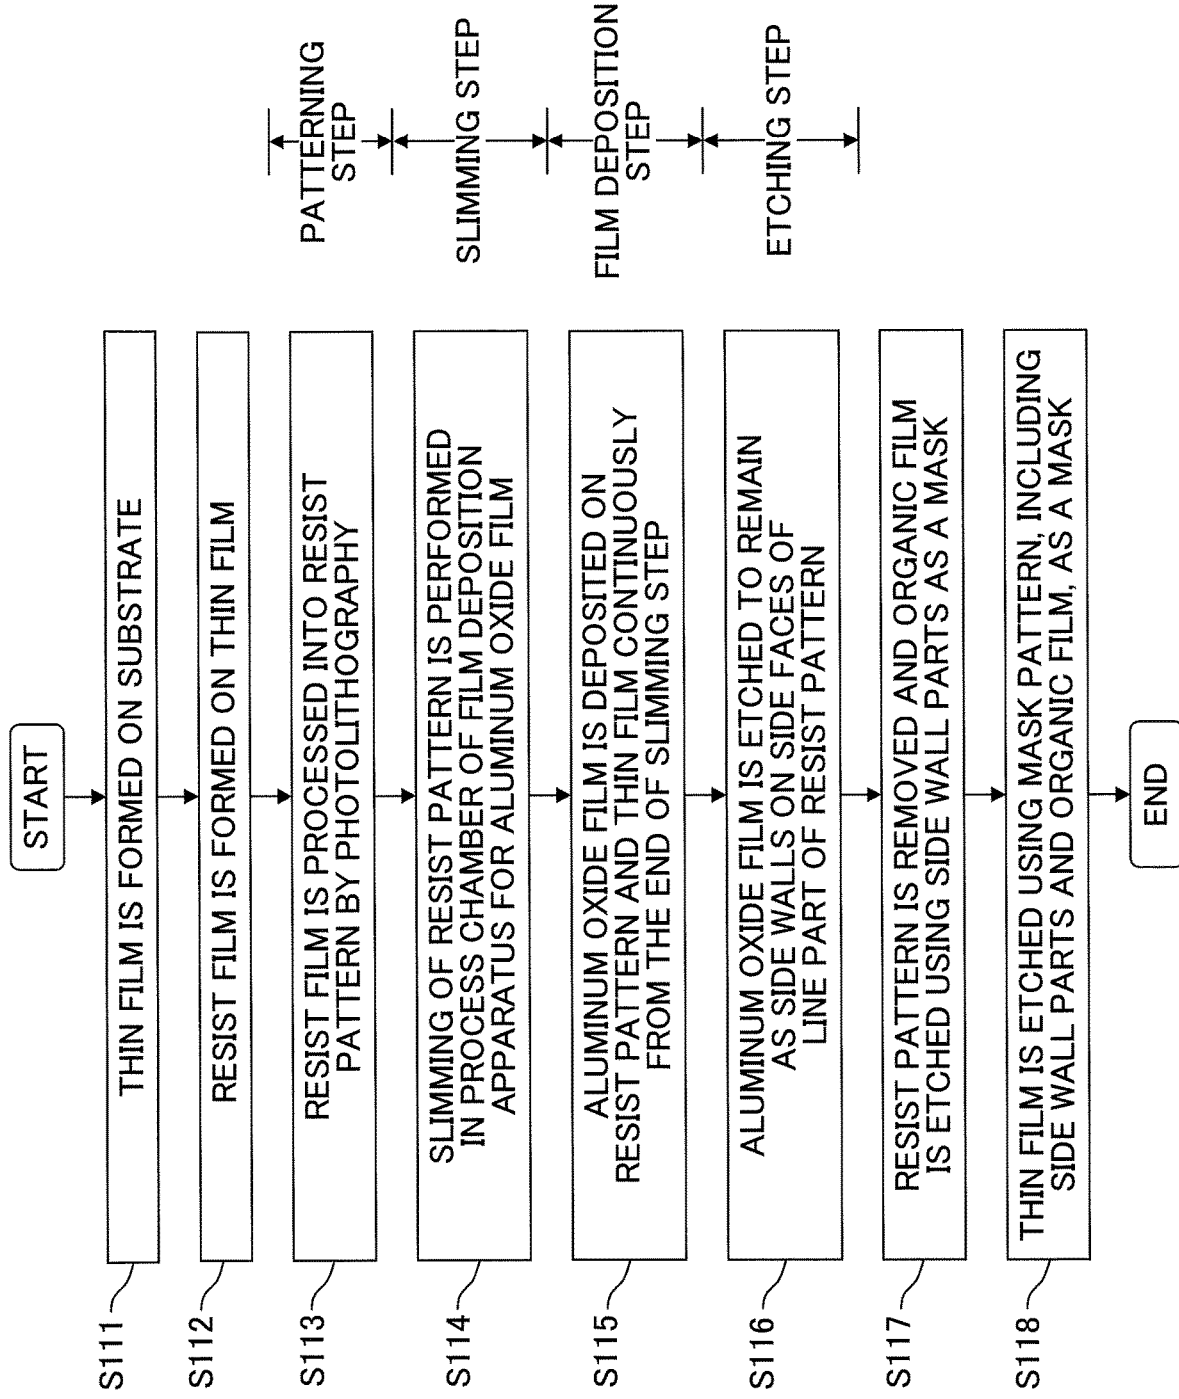 START
S111
THIN FILM IS FORMED ON SUBSTRATE
S112
RESIST FILM IS FORMED ON THIN FILM
S113
RESIST FILM IS PROCESSED INTO RESIST
PATTERN BY PHOTOLITHOGRAPHY
PATTERNING
STEP
S114
SLIMMING OF RESIST PATTERN IS PERFORMED
IN PROCESS CHAMBER OF FILM DEPOSITION
APPARATUS FOR ALUMINUM OXIDE FILM
SLIMMING STEP
S115
ALUMINUM OXIDE FILM IS DEPOSITED ON
RESIST PATTERN AND THIN FILM CONTINUOUSLY
FROM THE END OF SLIMMING STEP
FILM DEPOSITION
STEP
S116
ALUMINUM OXIDE FILM IS ETCHED TO REMAIN
AS SIDE WALLS ON SIDE FACES OF
LINE PART OF RESIST PATTERN
ETCHING STEP
S117
RESIST PATTERN IS REMOVED AND ORGANIC FILM
IS ETCHED USING SIDE WALL PARTS AS A MASK
S118
THIN FILM IS ETCHED USING MASK PATTERN, INCLUDING
SIDE WALL PARTS AND ORGANIC FILM, AS A MASK
END